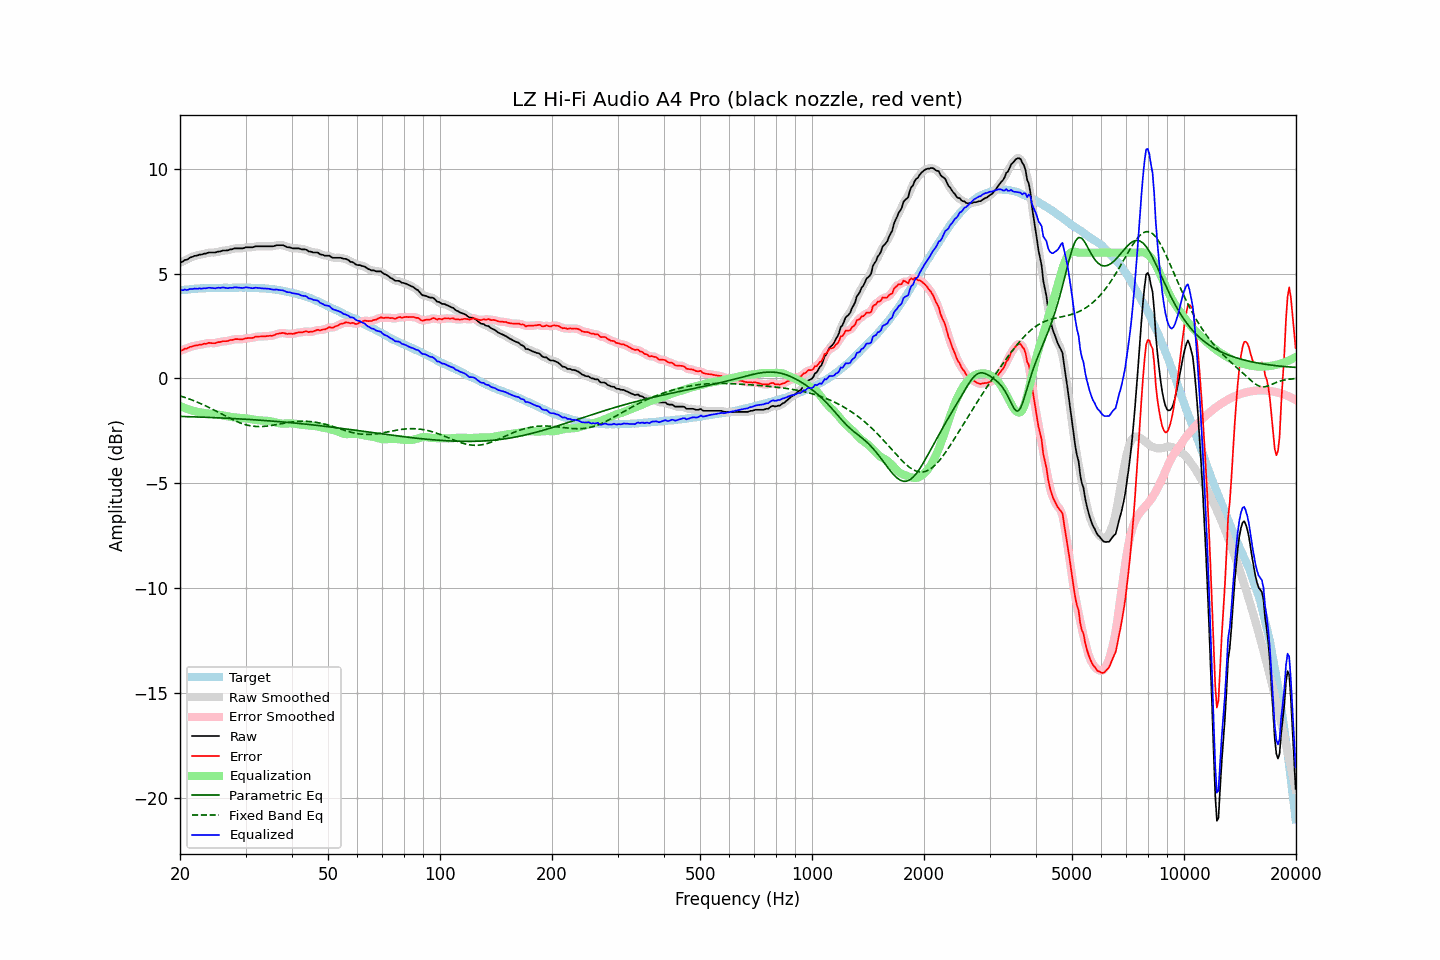 LZ Hi-Fi Audio A4 Pro (black nozzle, red vent)
Amplitude (dBr)
10
5
0
−5
−10
−15
−20
Target
Raw Smoothed
Error Smoothed
Raw
Error
Equalization
Parametric Eq
Fixed Band Eq
Equalized
20 50 100 200 500 1000 2000 5000 10000 20000
Frequency (Hz)